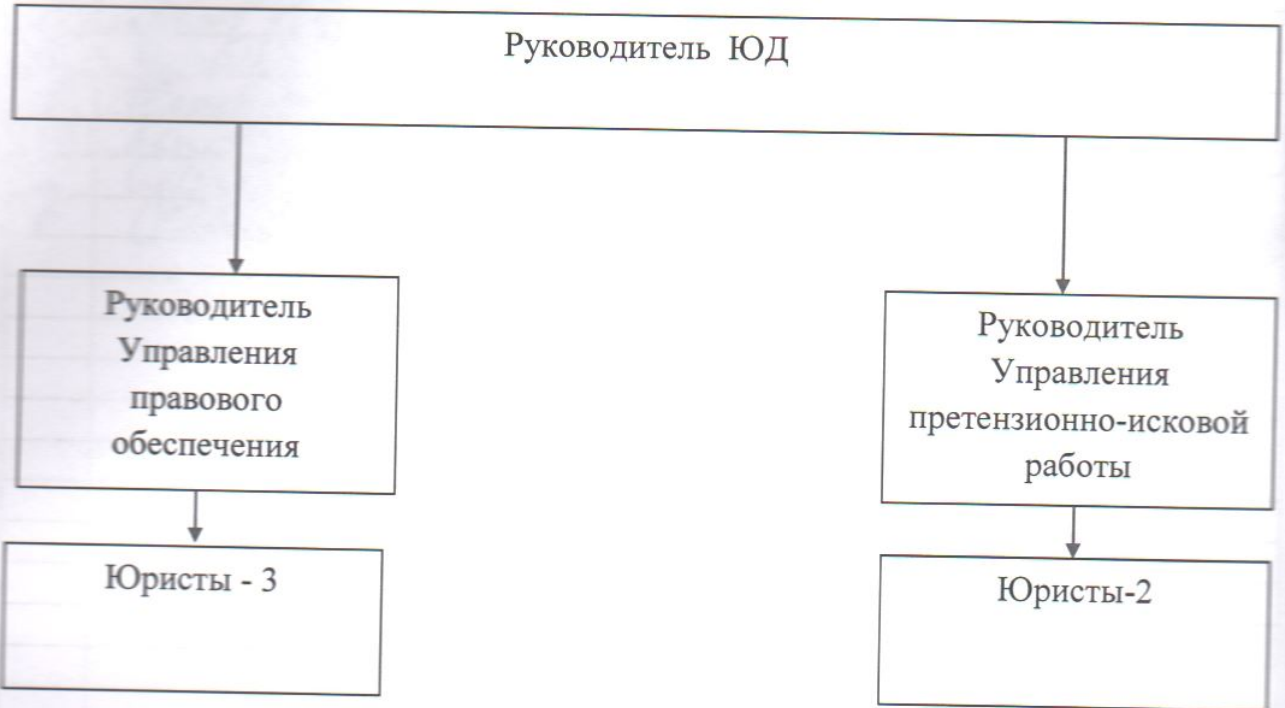 Руководитель ЮД
Руководитель
Управления
правового
обеспечения
Руководитель
Управления
претензионно-исковой
работы
Юристы - 3
Юристы-2